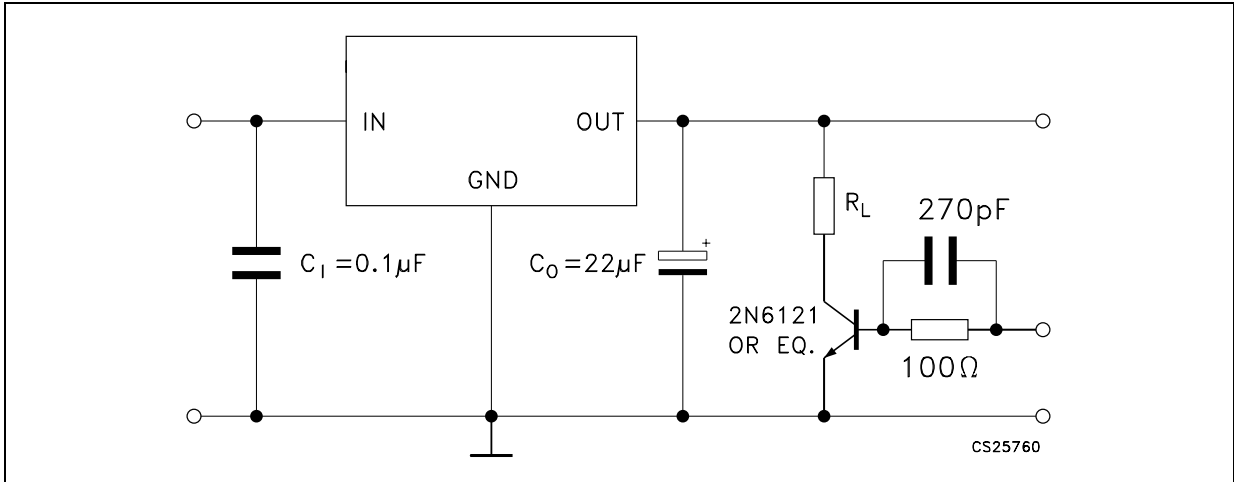 IN
OUT
GND
C_I=0.1µF
C_O=22µF
+
R_L
270pF
2N6121
OR EQ.
100Ω
CS25760